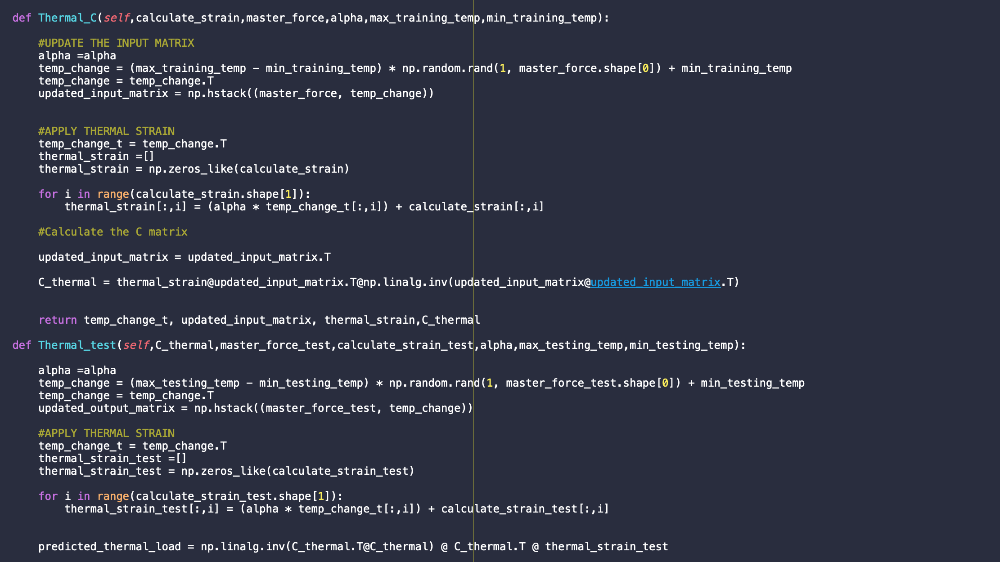 def Thermal_C(self,calculate_strain,master_force,alpha,max_training_temp,min_training_temp):
#UPDATE THE INPUT MATRIX
alpha =alpha
temp_change = (max_training_temp - min_training_temp) * np.random.rand(1, master_force.shape[0]) + min_training_temp
temp_change = temp_change.T
updated_input_matrix = np.hstack((master_force, temp_change))
#APPLY THERMAL STRAIN
temp_change_t = temp_change.T
thermal_strain =[]
thermal_strain = np.zeros_like(calculate_strain)
for i in range(calculate_strain.shape[1]):
thermal_strain[:,i] = (alpha * temp_change_t[:,i]) + calculate_strain[:,i]
#Calculate the C matrix
updated_input_matrix = updated_input_matrix.T
C_thermal = thermal_strain@updated_input_matrix.T@np.linalg.inv(updated_input_matrix@updated_input_matrix.T)
return temp_change_t, updated_input_matrix, thermal_strain,C_thermal
def Thermal_test(self,C_thermal,master_force_test,calculate_strain_test,alpha,max_testing_temp,min_testing_temp):
alpha =alpha
temp_change = (max_testing_temp - min_testing_temp) * np.random.rand(1, master_force_test.shape[0]) + min_testing_temp
temp_change = temp_change.T
updated_output_matrix = np.hstack((master_force_test, temp_change))
#APPLY THERMAL STRAIN
temp_change_t = temp_change.T
thermal_strain_test =[]
thermal_strain_test = np.zeros_like(calculate_strain_test)
for i in range(calculate_strain_test.shape[1]):
thermal_strain_test[:,i] = (alpha * temp_change_t[:,i]) + calculate_strain_test[:,i]
predicted_thermal_load = np.linalg.inv(C_thermal.T@C_thermal) @ C_thermal.T @ thermal_strain_test